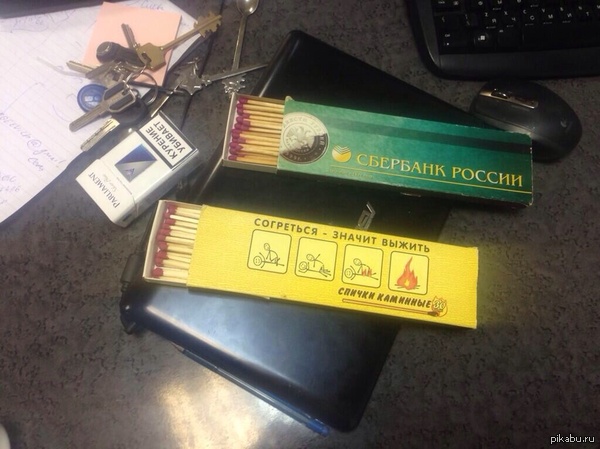 КУРЕНИЕ
УБИВАЕТ
PARLIAMENT
СБЕРБАНК РОССИИ
СОГРЕТЬСЯ - ЗНАЧИТ ВЫЖИТЬ
СПИЧКИ КАМИННЫЕ
pikabu.ru